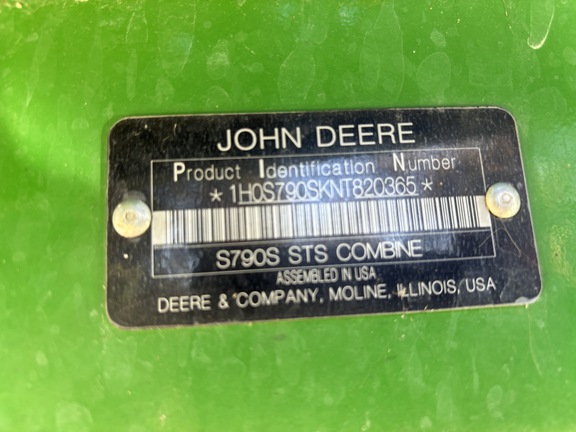 JOHN DEERE
Product Identification Number
* 1H0S790SKNT820365 *
S790S STS COMBINE
ASSEMBLED IN USA
DEERE & COMPANY, MOLINE, ILLINOIS, USA